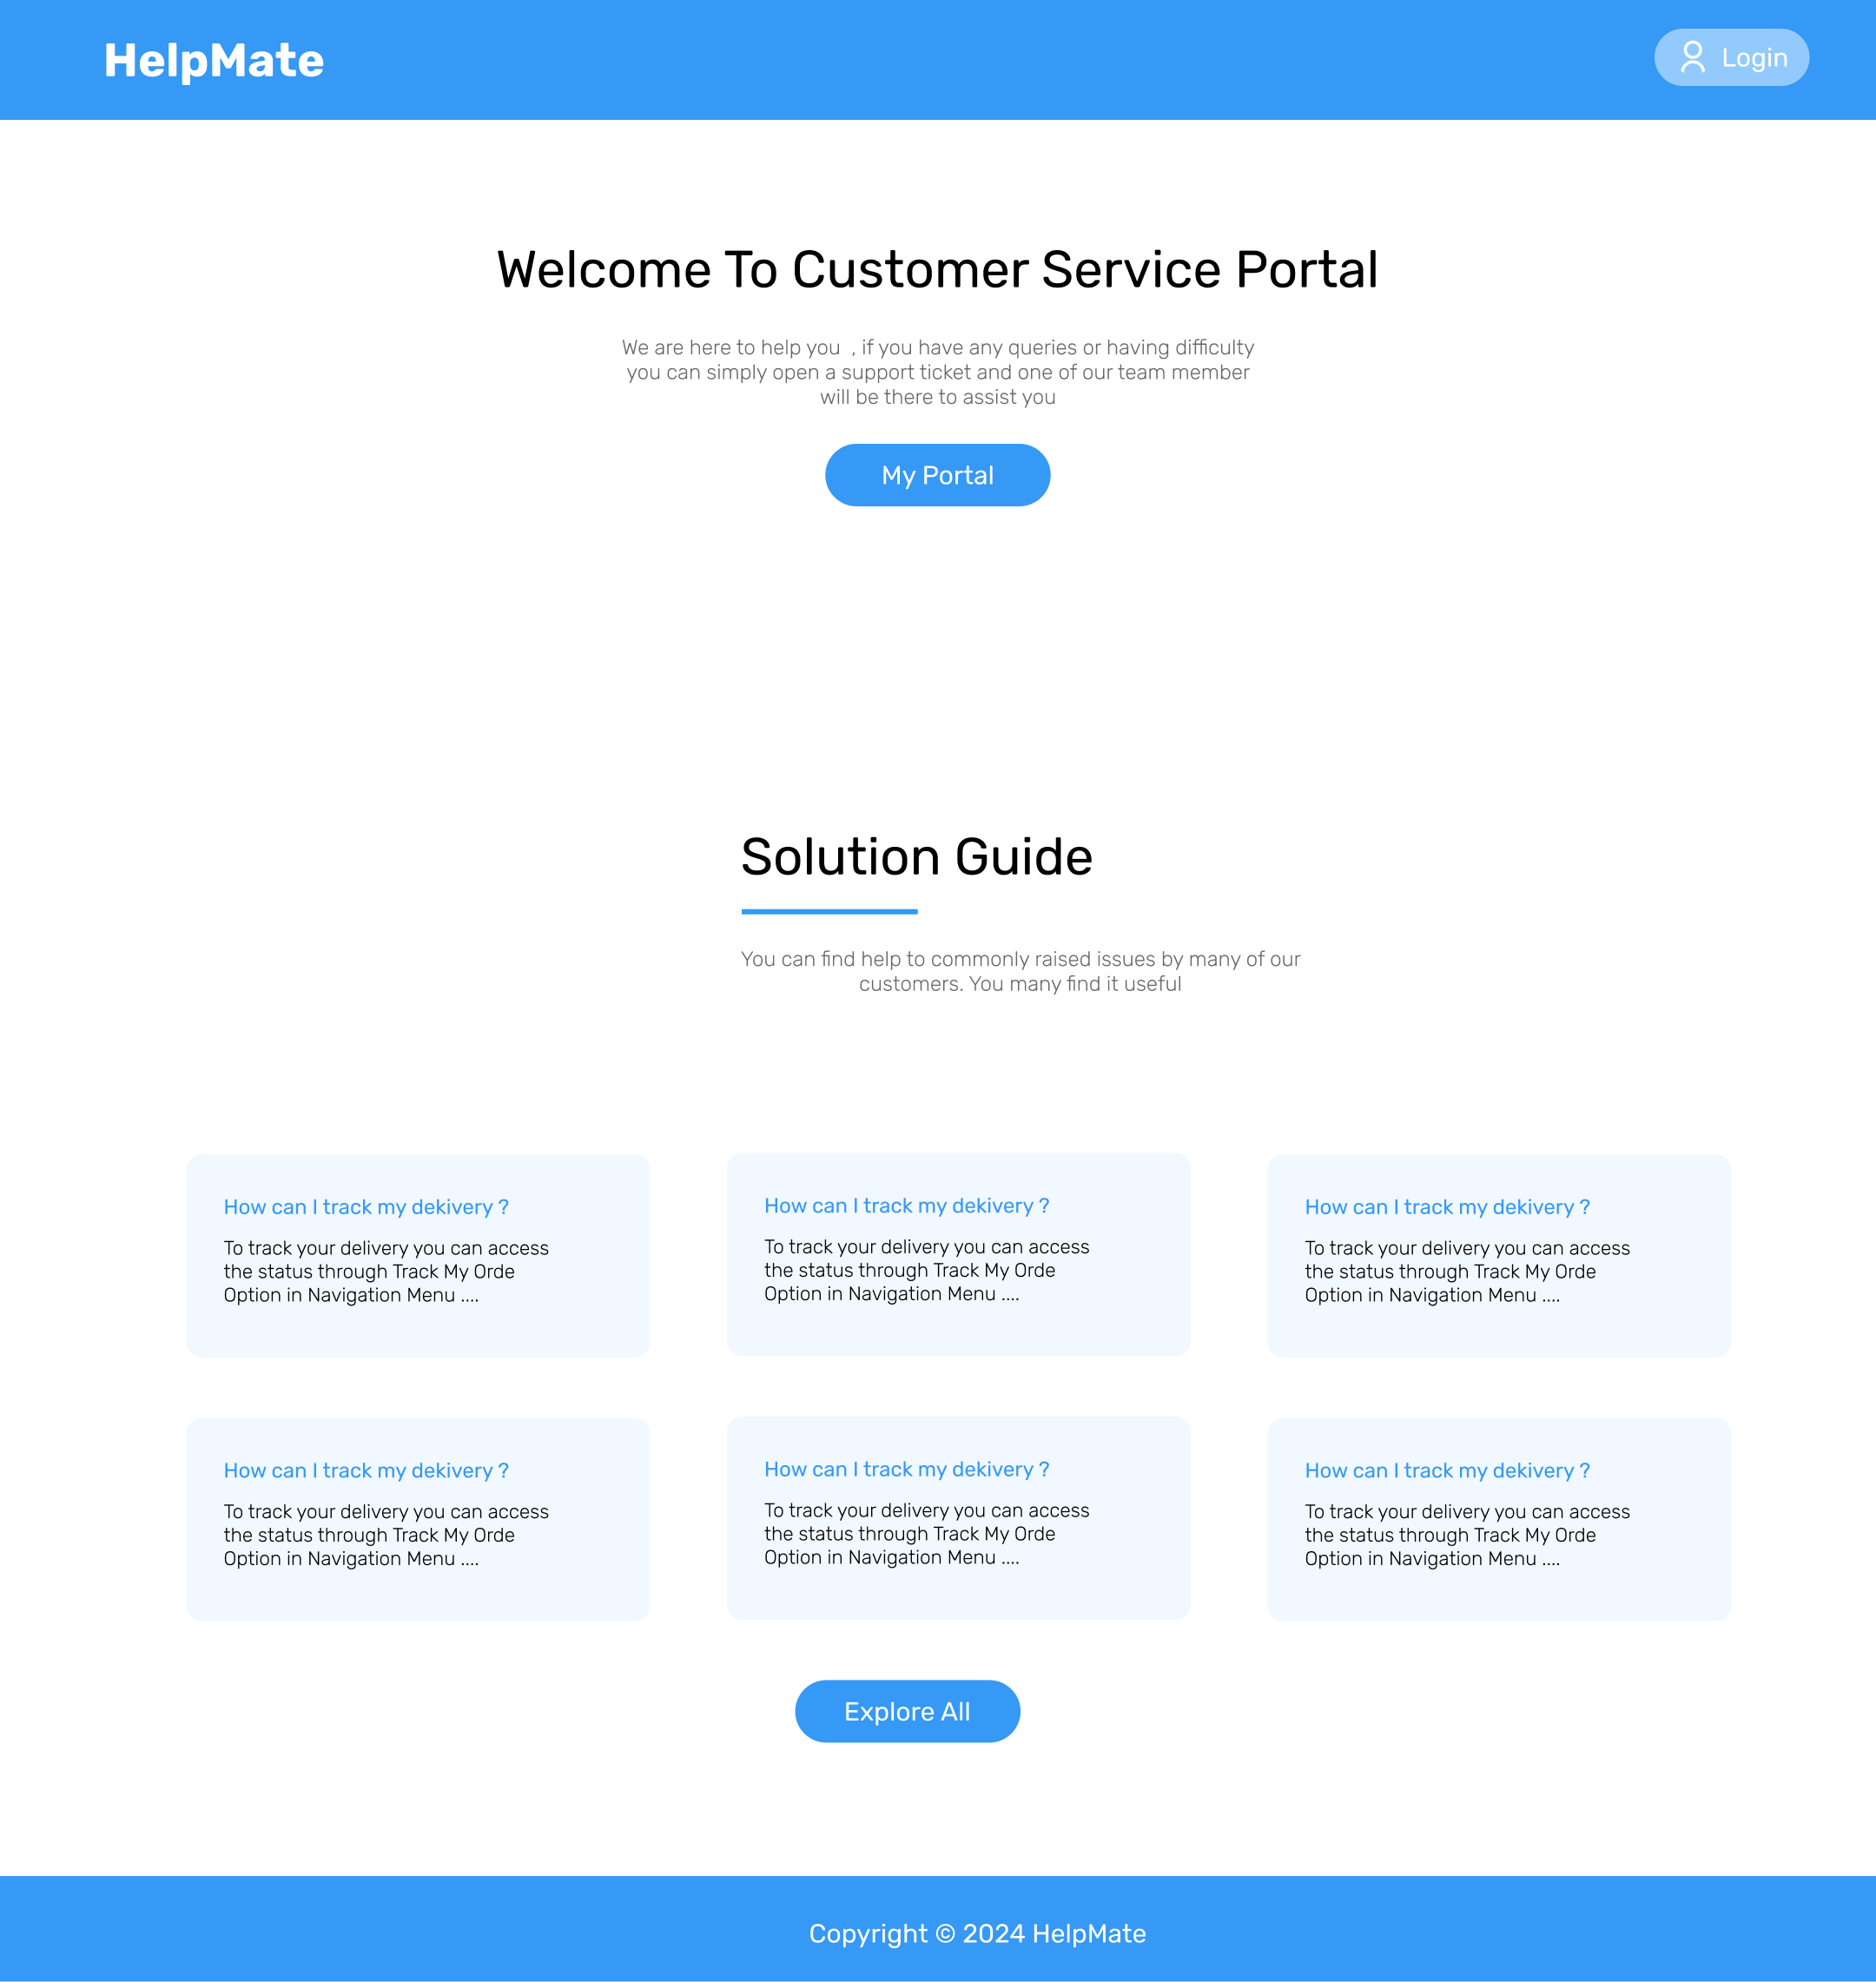 HelpMate
Login
Welcome To Customer Service Portal
We are here to help you  , if you have any queries or having difficulty
you can simply open a support ticket and one of our team member
will be there to assist you
My Portal
Solution Guide
You can find help to commonly raised issues by many of our
customers. You many find it useful
How can I track my dekivery ?
To track your delivery you can access
the status through Track My Orde
Option in Navigation Menu ....
How can I track my dekivery ?
To track your delivery you can access
the status through Track My Orde
Option in Navigation Menu ....
How can I track my dekivery ?
To track your delivery you can access
the status through Track My Orde
Option in Navigation Menu ....
How can I track my dekivery ?
To track your delivery you can access
the status through Track My Orde
Option in Navigation Menu ....
How can I track my dekivery ?
To track your delivery you can access
the status through Track My Orde
Option in Navigation Menu ....
How can I track my dekivery ?
To track your delivery you can access
the status through Track My Orde
Option in Navigation Menu ....
Explore All
Copyright © 2024 HelpMate